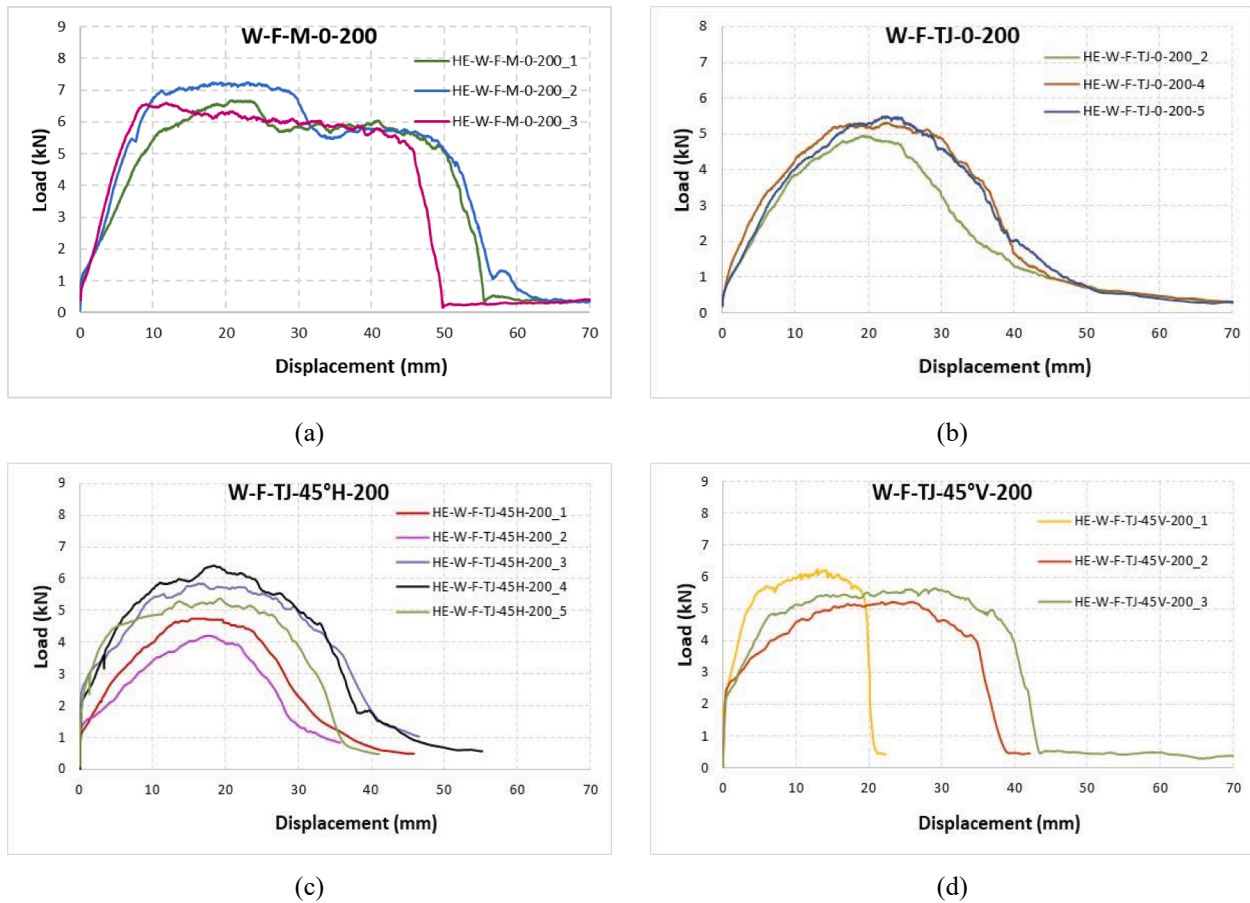 W-F-M-0-200
HE-W-F-M-0-200_1
HE-W-F-M-0-200_2
HE-W-F-M-0-200_3
9
8
7
6
5
4
3
2
1
0
Load (kN)
0 10 20 30 40 50 60 70
Displacement (mm)
(a)
W-F-TJ-0-200
HE-W-F-TJ-0-200_2
HE-W-F-TJ-0-200-4
HE-W-F-TJ-0-200-5
8
7
6
5
4
3
2
1
0
Load (kN)
0 10 20 30 40 50 60 70
Displacement (mm)
(b)
W-F-TJ-45°H-200
HE-W-F-TJ-45H-200_1
HE-W-F-TJ-45H-200_2
HE-W-F-TJ-45H-200_3
HE-W-F-TJ-45H-200_4
HE-W-F-TJ-45H-200_5
9
8
7
6
5
4
3
2
1
0
Load (kN)
0 10 20 30 40 50 60 70
Displacement (mm)
(c)
W-F-TJ-45°V-200
HE-W-F-TJ-45V-200_1
HE-W-F-TJ-45V-200_2
HE-W-F-TJ-45V-200_3
9
8
7
6
5
4
3
2
1
0
Load (kN)
0 10 20 30 40 50 60 70
Displacement (mm)
(d)